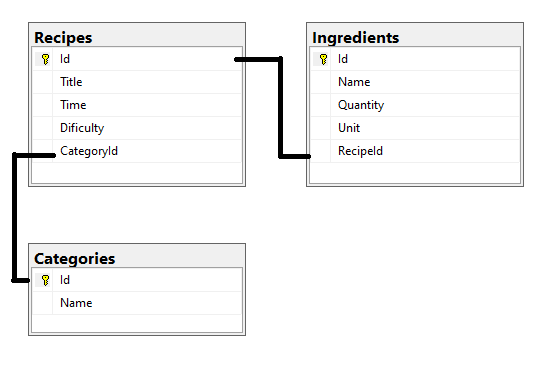 Recipes
Id
Title
Time
Dificulty
CategoryId
Ingredients
Id
Name
Quantity
Unit
RecipeId
Categories
Id
Name